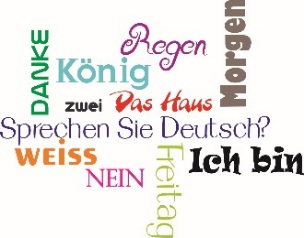 DANKE
Regen
Morgen
König
zwei
Das Haus
Sprechen Sie Deutsch?
WEISS
NEIN
Freitag
Ich bin